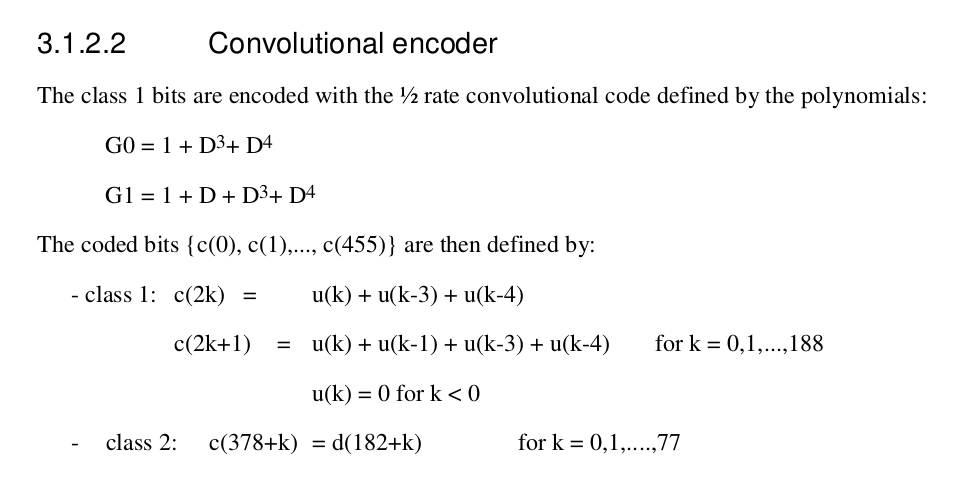 3.1.2.2 Convolutional encoder
The class 1 bits are encoded with the ½ rate convolutional code defined by the polynomials:
G0 = 1 + D³+ D⁴
G1 = 1 + D + D³+ D⁴
The coded bits {c(0), c(1),..., c(455)} are then defined by:
- class 1: c(2k) = u(k) + u(k-3) + u(k-4)
c(2k+1) = u(k) + u(k-1) + u(k-3) + u(k-4) for k = 0,1,...,188
u(k) = 0 for k < 0
- class 2: c(378+k) = d(182+k) for k = 0,1,....,77